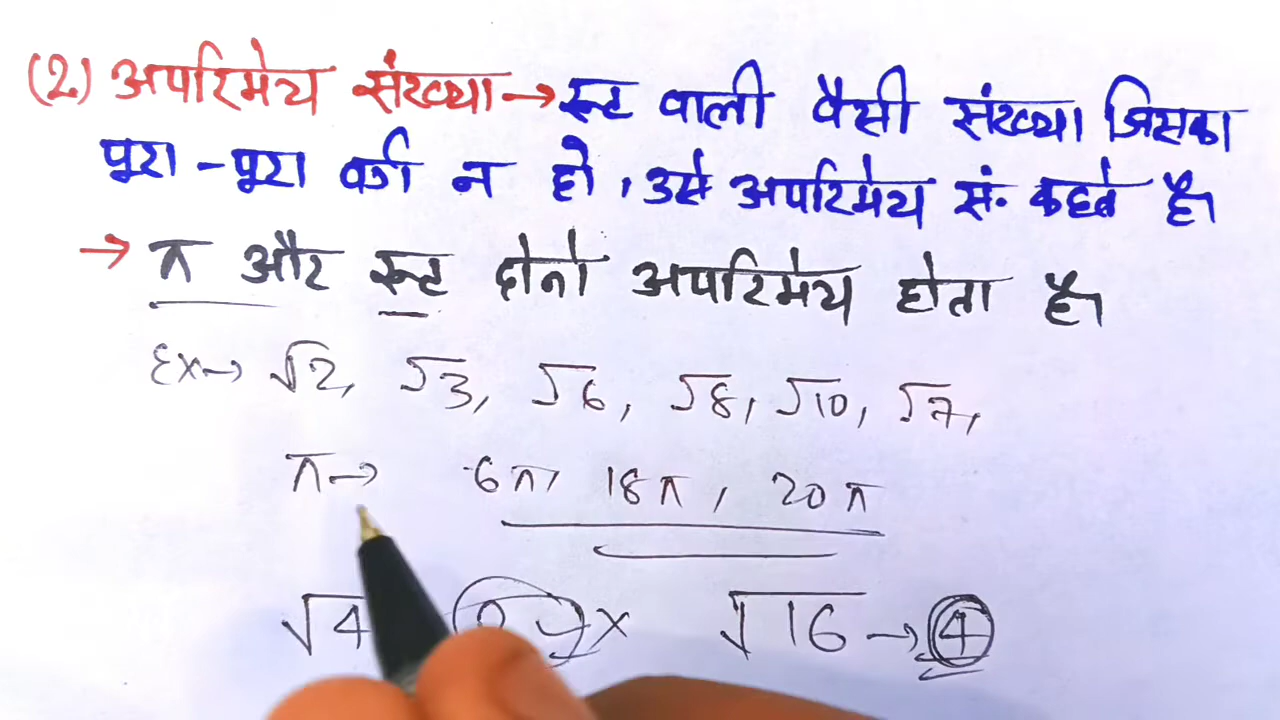 (2) अपरिमेय संख्या → रूट वाली वैसी संख्या जिसका
पूरा - पूरा वर्ग न हो, उसे अपरिमेय सं. कहते है।
→ π और रूट दोनो अपरिमेय होता है।
Ex→ √2, √3, √6, √8, √10, √7,
π→ 6π, 18π, 20π
√4 x √16 → 4